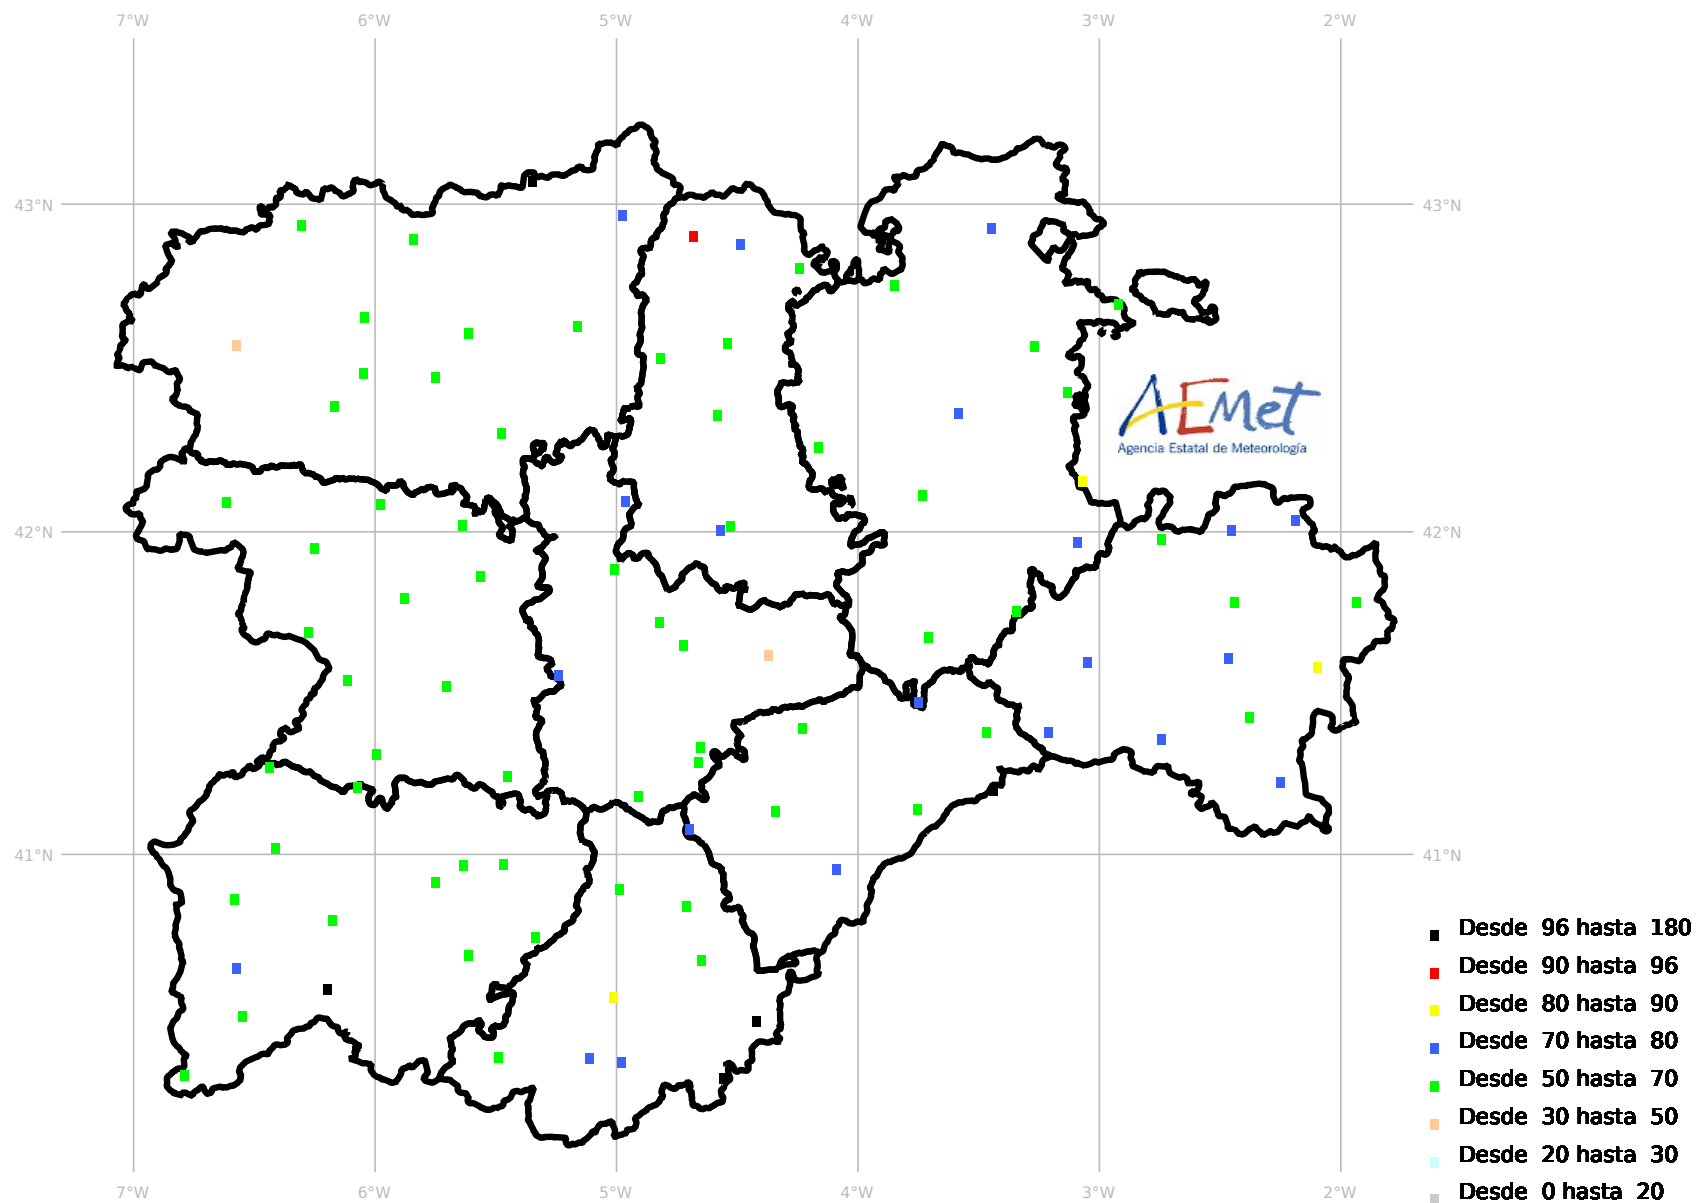 7°W 6°W 5°W 4°W 3°W 2°W
43°N 43°N
AEMet
Agencia Estatal de Meteorología
42°N 42°N
41°N 41°N
Desde 96 hasta 180
Desde 90 hasta 96
Desde 80 hasta 90
Desde 70 hasta 80
Desde 50 hasta 70
Desde 30 hasta 50
Desde 20 hasta 30
Desde 0 hasta 20
7°W 6°W 5°W 4°W 3°W 2°W